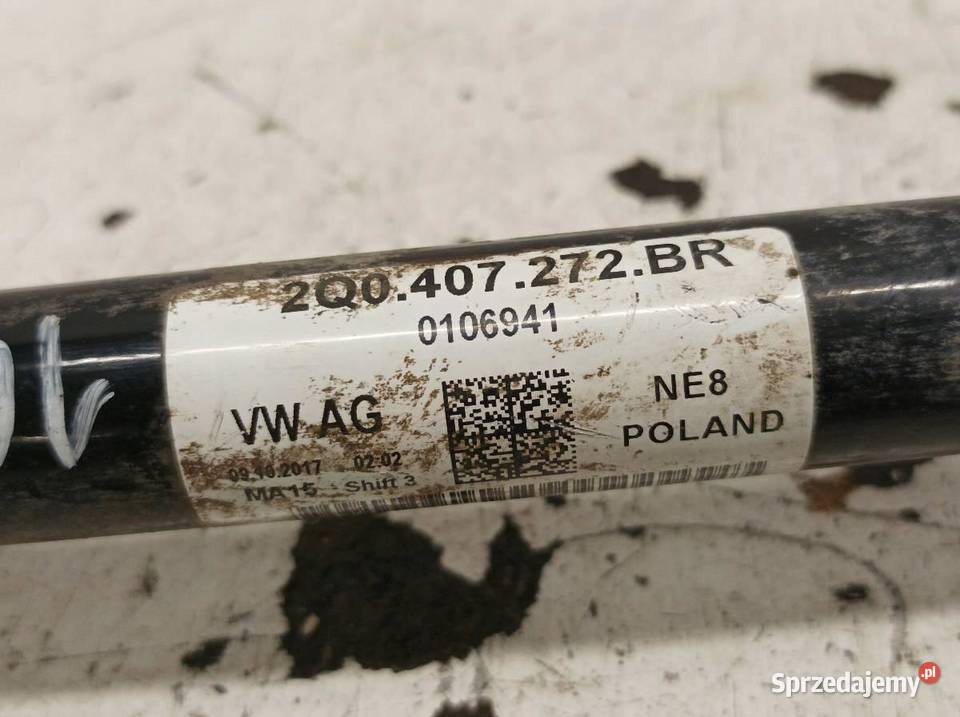 2Q0.407.272.BR
0106941
VW AG
NE8
POLAND
09.10.2017 02-02
MA15 Shift 3
Sprzedajemy.pl